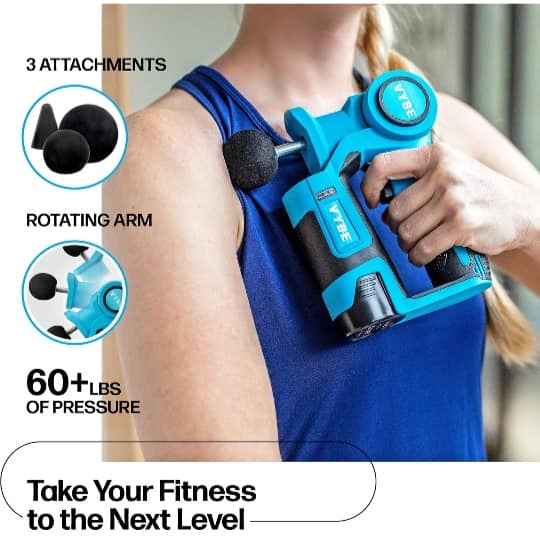 3 ATTACHMENTS
VYBE
VYBE
ROTATING ARM
60+LBS
OF PRESSURE
Take Your Fitness
to the Next Level